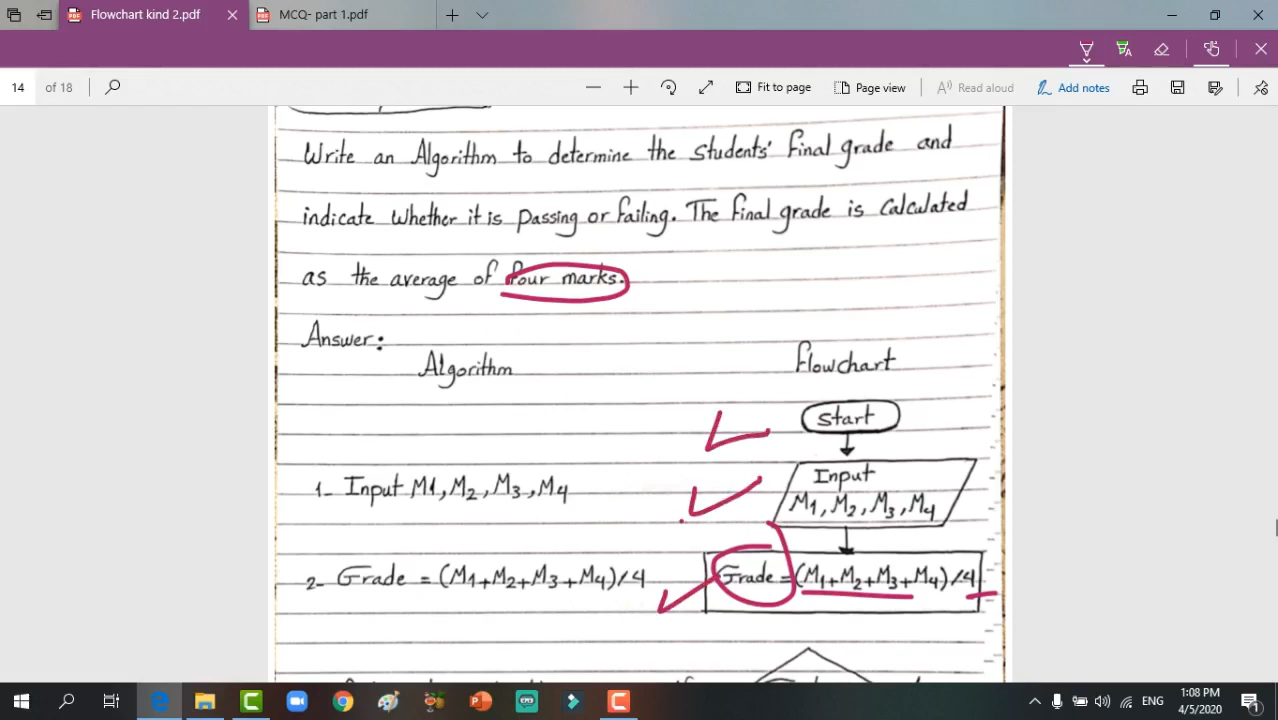 Flowchart kind 2.pdf
MCQ- part 1.pdf
14 of 18
Fit to page
Page view
Read aloud
Add notes
Write an Algorithm to determine the students' final grade and
indicate whether it is passing or failing. The final grade is calculated
as the average of four marks.
Answer:
Algorithm
Flowchart
Start
1- Input M1, M2, M3, M4
Input
M1, M2, M3, M4
2- Grade = (M1+M2+M3+M4)/4
Grade = (M1+M2+M3+M4)/4
ENG
1:08 PM
4/5/2020
1